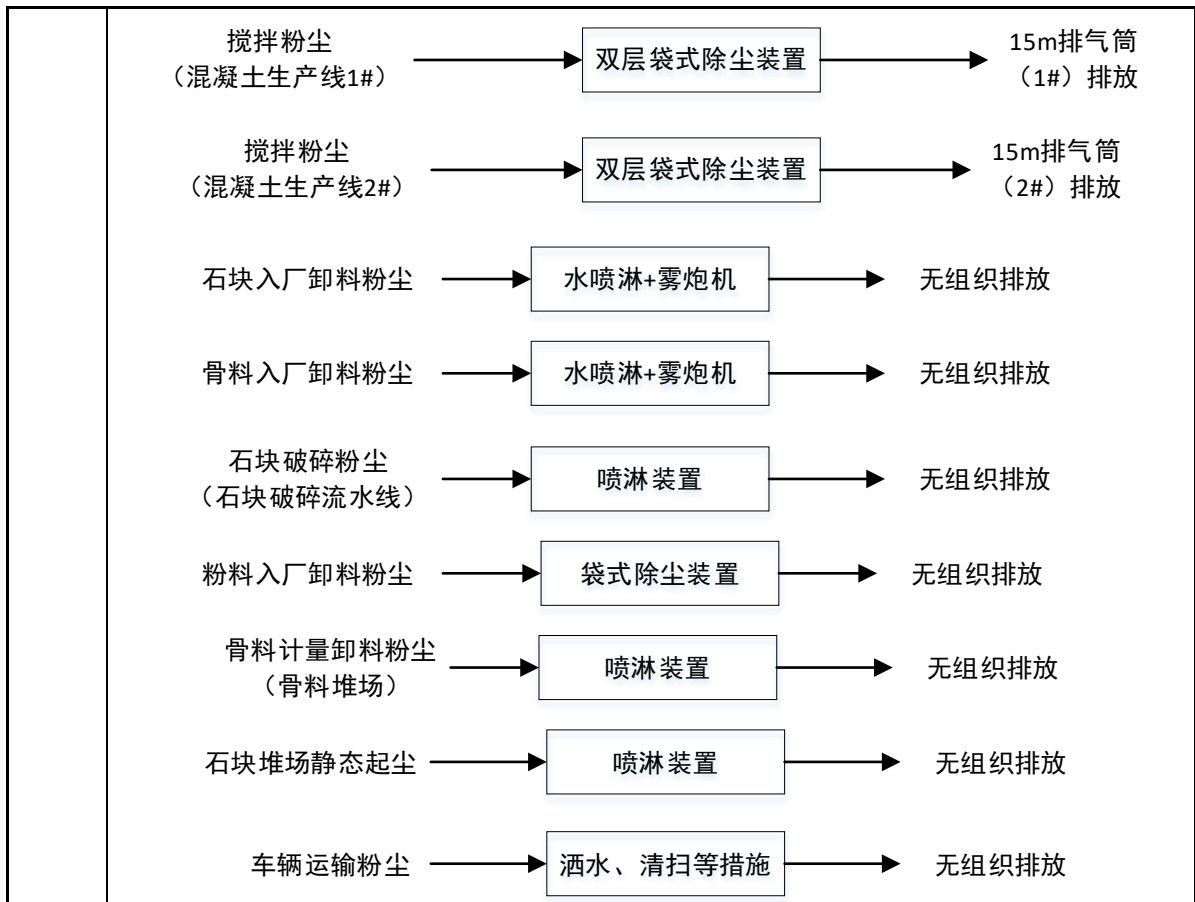 搅拌粉尘
（混凝土生产线1#）
双层袋式除尘装置
15m排气筒
（1#）排放
搅拌粉尘
（混凝土生产线2#）
双层袋式除尘装置
15m排气筒
（2#）排放
石块入厂卸料粉尘
水喷淋+雾炮机
无组织排放
骨料入厂卸料粉尘
水喷淋+雾炮机
无组织排放
石块破碎粉尘
（石块破碎流水线）
喷淋装置
无组织排放
粉料入厂卸料粉尘
袋式除尘装置
无组织排放
骨料计量卸料粉尘
（骨料堆场）
喷淋装置
无组织排放
石块堆场静态起尘
喷淋装置
无组织排放
车辆运输粉尘
洒水、清扫等措施
无组织排放